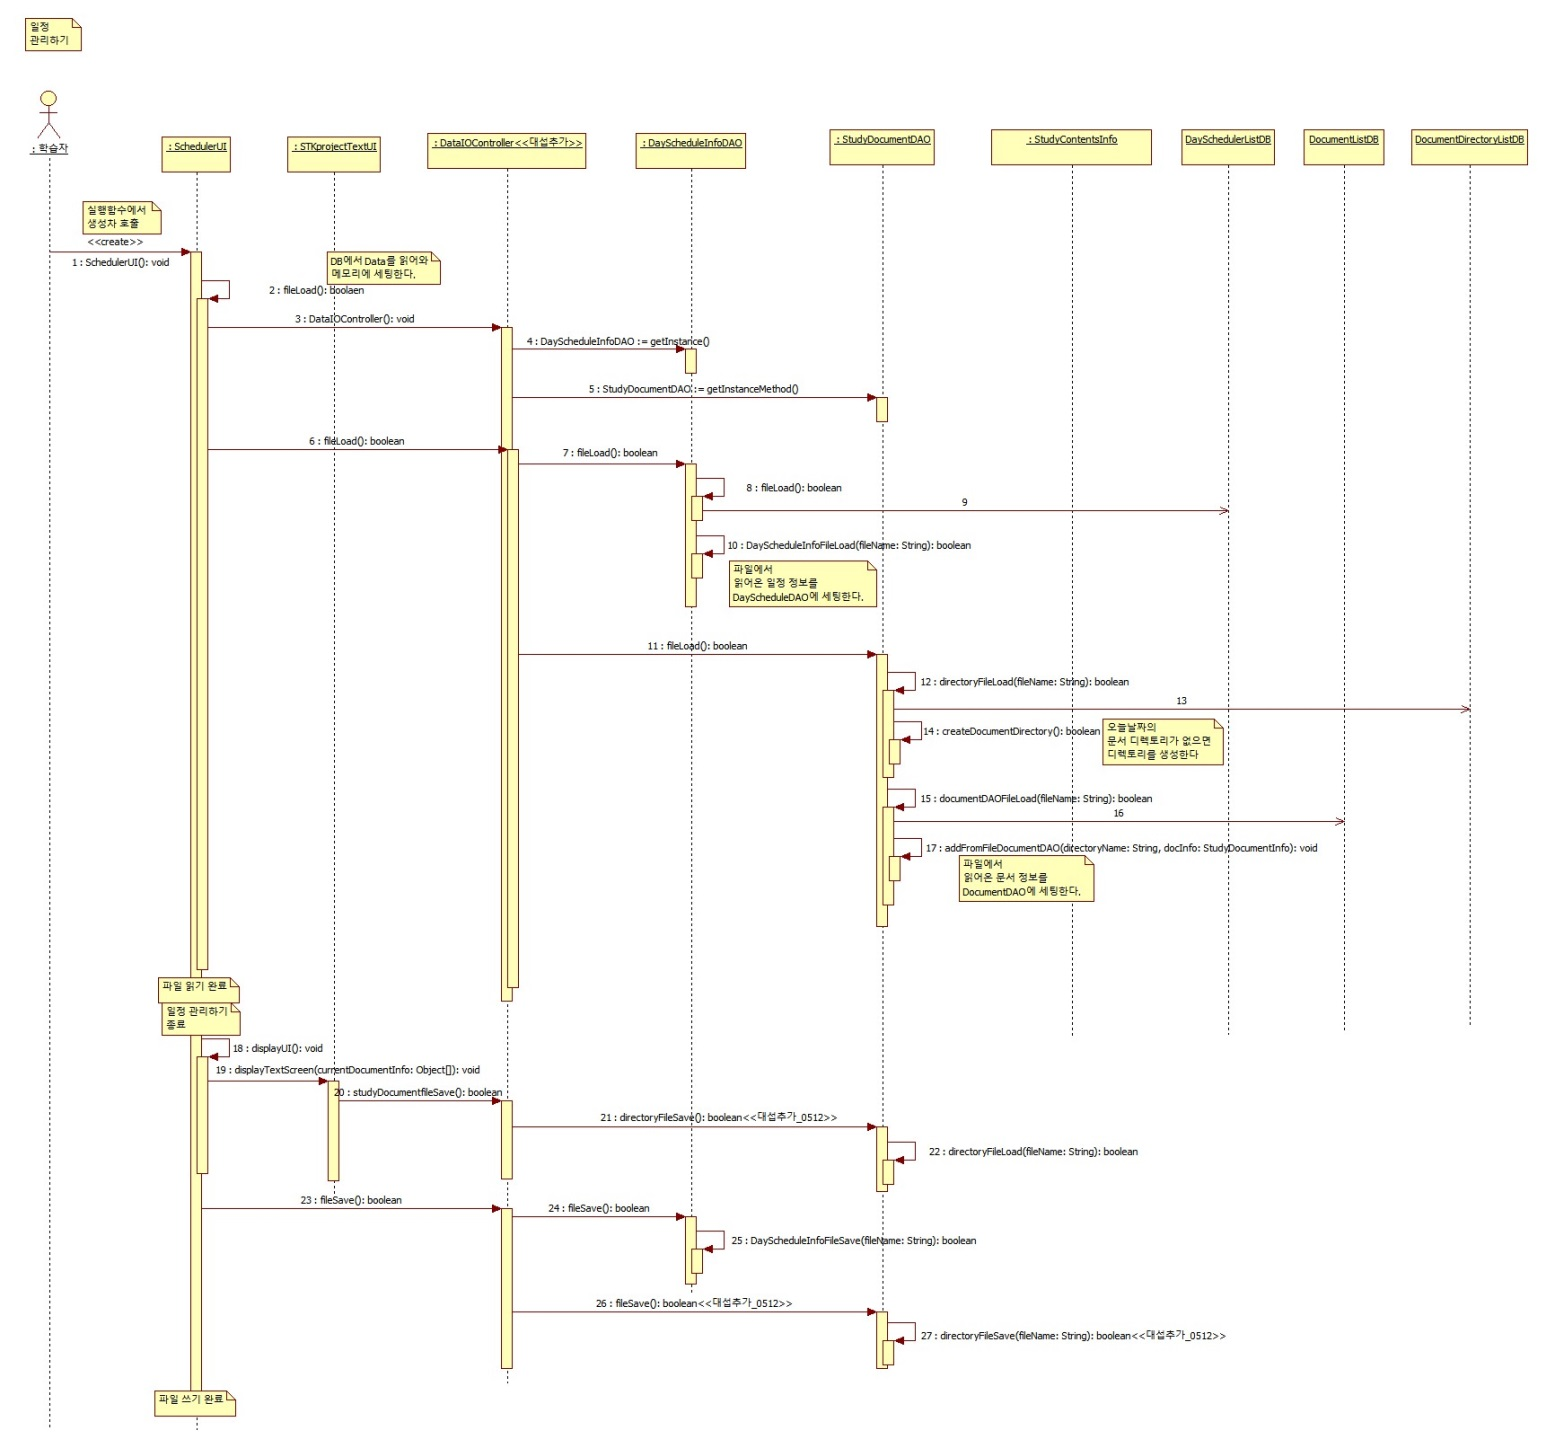 일정
관리하기
: 학습자
: SchedulerUI
: STKprojectTextUI
: DataIOController<<대섭추가>>
: DayScheduleInfoDAO
: StudyDocumentDAO
: StudyContentsInfo
DaySchedulerListDB
DocumentListDB
DocumentDirectoryListDB
실행함수에서
생성자 호출
<<create>>
1 : SchedulerUI(): void
DB에서 Data를 읽어와
메모리에 세팅한다.
2 : fileLoad(): boolaen
3 : DataIOController(): void
4 : DayScheduleInfoDAO := getInstance()
5 : StudyDocumentDAO := getInstanceMethod()
6 : fileLoad(): boolean
7 : fileLoad(): boolean
8 : fileLoad(): boolean
9
10 : DayScheduleInfoFileLoad(fileName: String): boolean
파일에서
읽어온 일정 정보를
DayScheduleDAO에 세팅한다.
11 : fileLoad(): boolean
12 : directoryFileLoad(fileName: String): boolean
13
14 : createDocumentDirectory(): boolean
오늘날짜의
문서 디렉토리가 없으면
디렉토리를 생성한다
15 : documentDAOFileLoad(fileName: String): boolean
16
17 : addFromFileDocumentDAO(directoryName: String, docInfo: StudyDocumentInfo): void
파일에서
읽어온 문서 정보를
DocumentDAO에 세팅한다.
파일 읽기 완료
일정 관리하기
종료
18 : displayUI(): void
19 : displayTextScreen(currentDocumentInfo: Object[]): void
20 : studyDocumentfileSave(): boolean
21 : directoryFileSave(): boolean<<대섭추가_0512>>
22 : directoryFileLoad(fileName: String): boolean
23 : fileSave(): boolean
24 : fileSave(): boolean
25 : DayScheduleInfoFileSave(fileName: String): boolean
26 : fileSave(): boolean<<대섭추가_0512>>
27 : directoryFileSave(fileName: String): boolean<<대섭추가_0512>>
파일 쓰기 완료